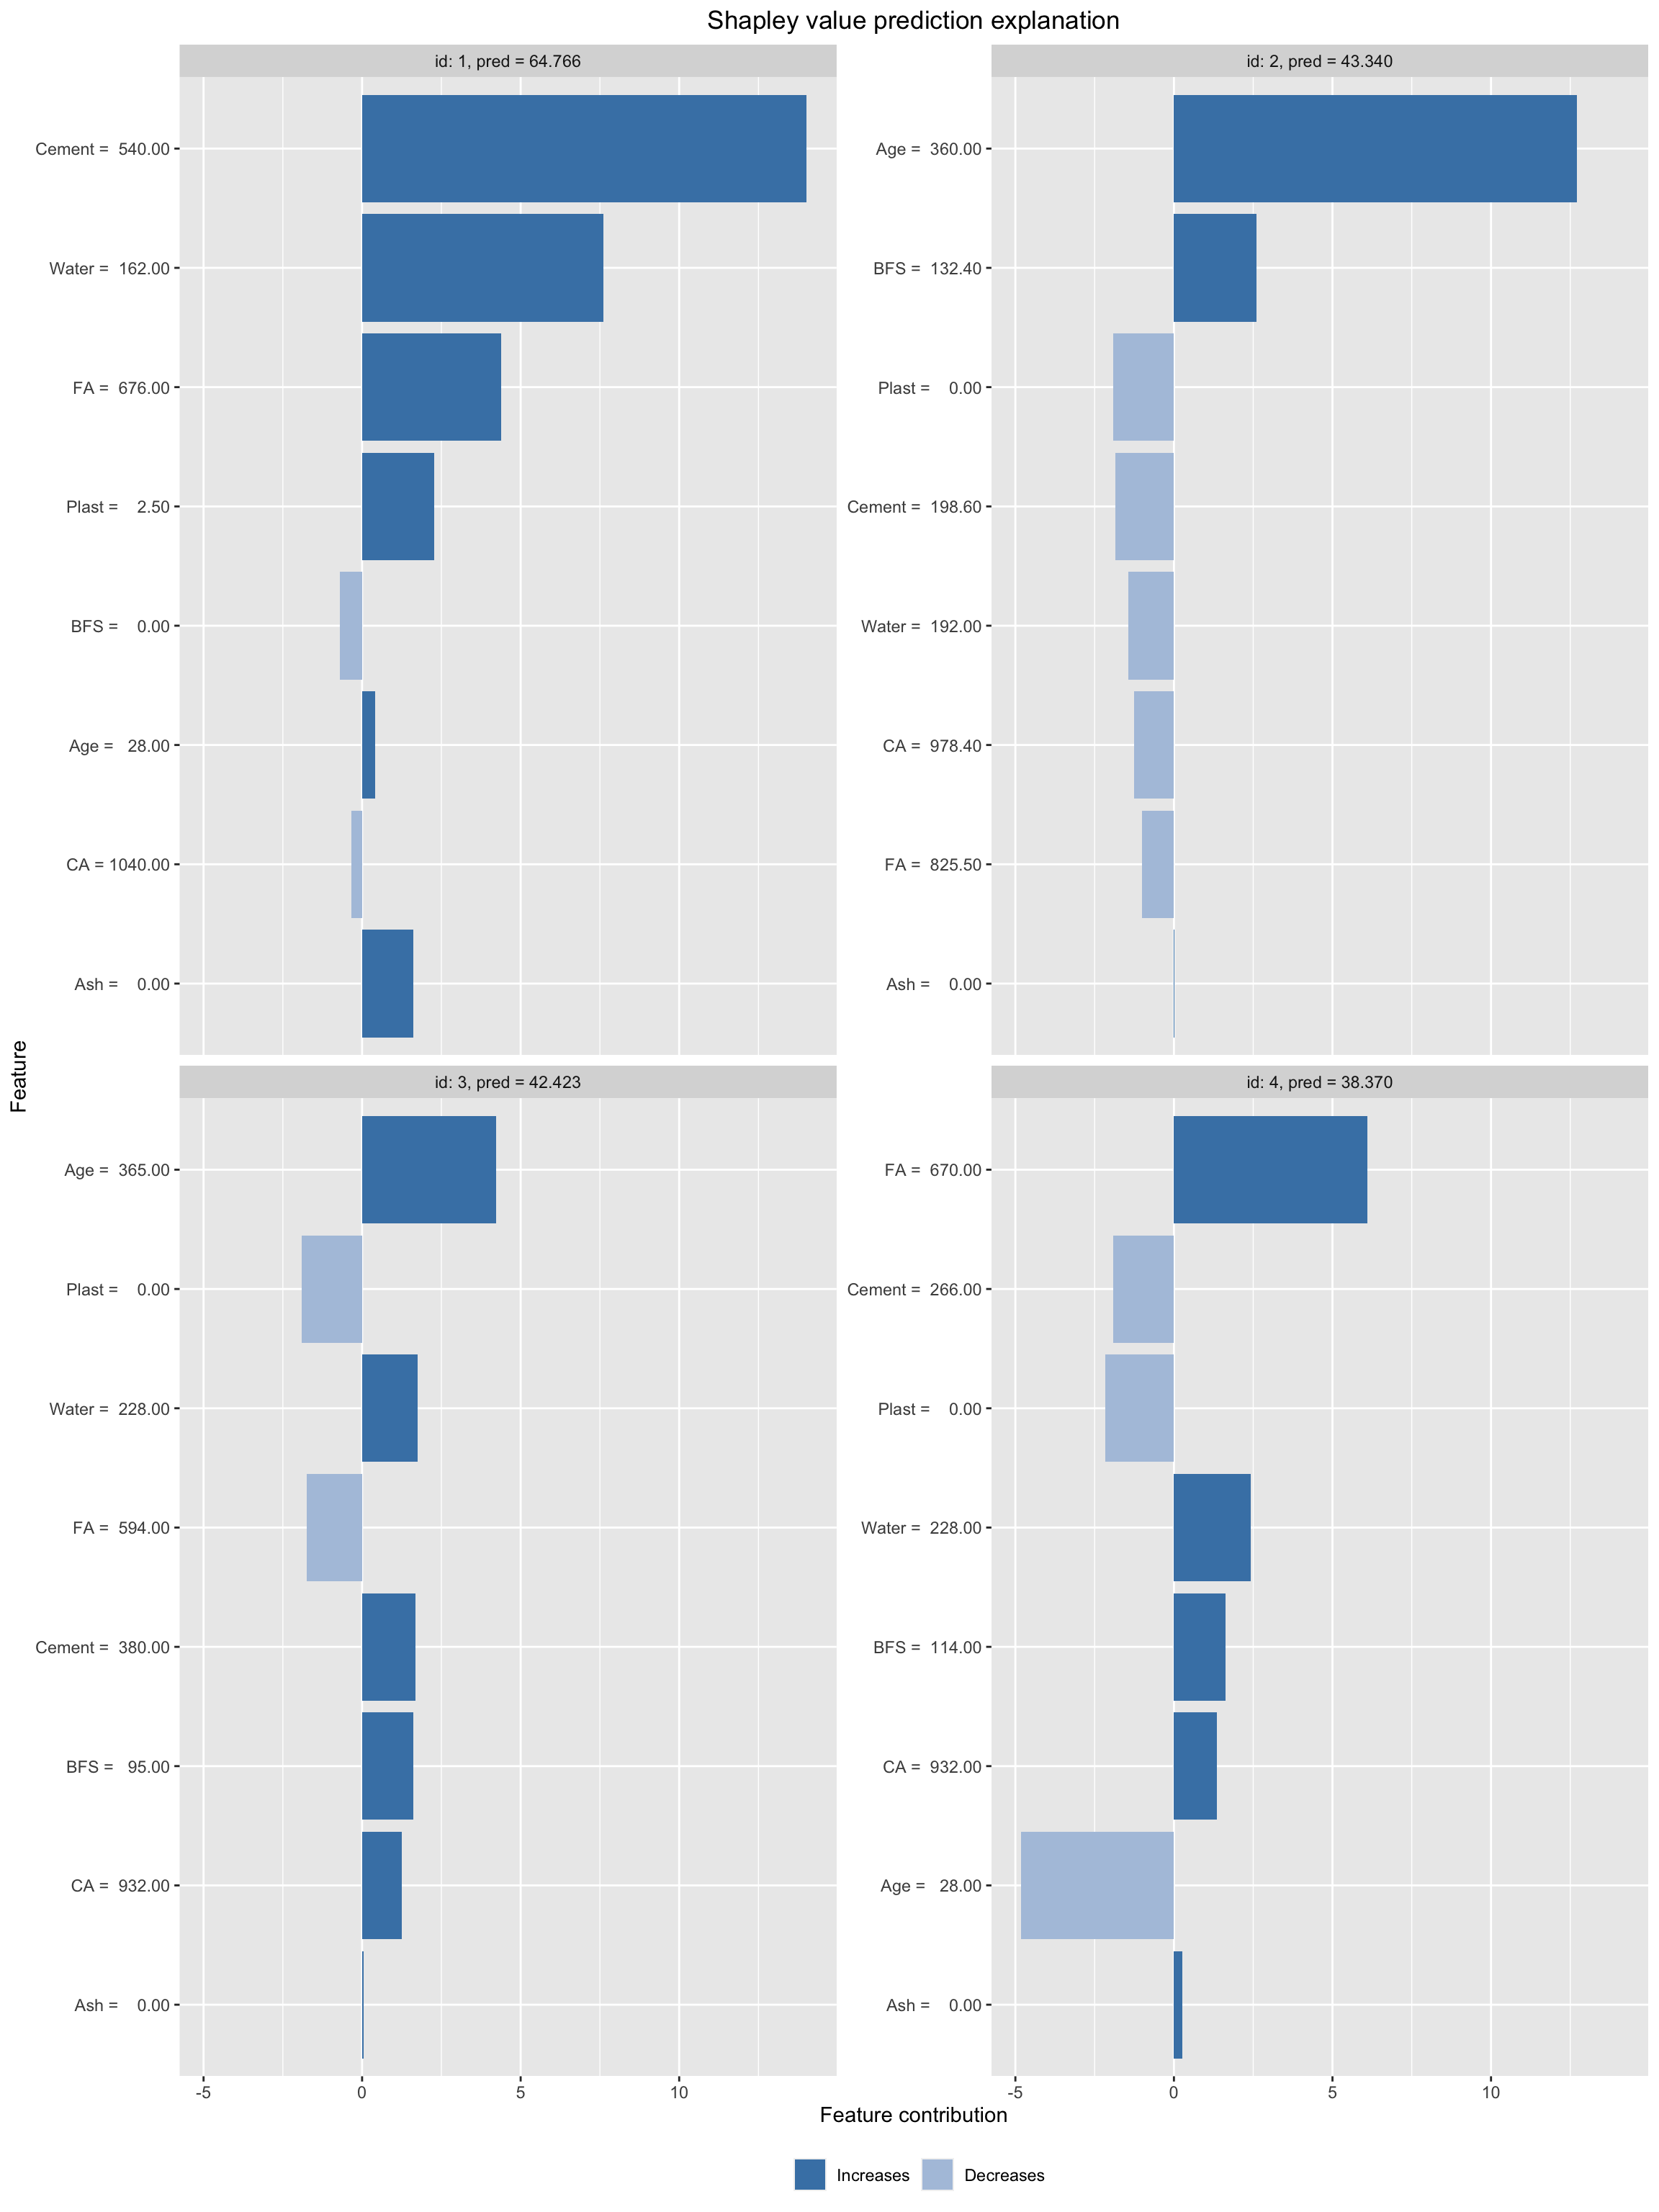 Shapley value prediction explanation
id: 1, pred = 64.766
Cement = 540.00
Water = 162.00
FA = 676.00
Plast = 2.50
BFS = 0.00
Age = 28.00
CA = 1040.00
Ash = 0.00
id: 2, pred = 43.340
Age = 360.00
BFS = 132.40
Plast = 0.00
Cement = 198.60
Water = 192.00
CA = 978.40
FA = 825.50
Ash = 0.00
Feature
id: 3, pred = 42.423
Age = 365.00
Plast = 0.00
Water = 228.00
FA = 594.00
Cement = 380.00
BFS = 95.00
CA = 932.00
Ash = 0.00
-5 0 5 10
id: 4, pred = 38.370
FA = 670.00
Cement = 266.00
Plast = 0.00
Water = 228.00
BFS = 114.00
CA = 932.00
Age = 28.00
Ash = 0.00
-5 0 5 10
Feature contribution
Increases Decreases